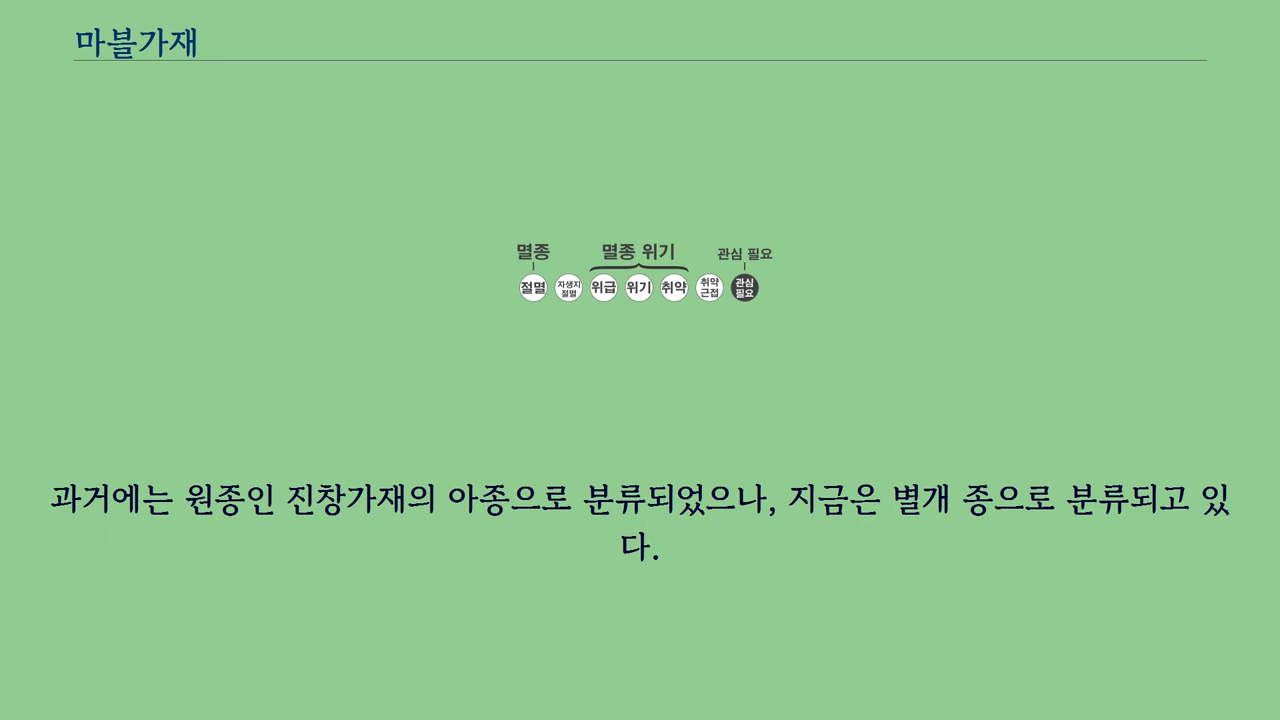 마블가재
멸종 멸종 위기 관심 필요
절멸 자생지 절멸 위급 위기 취약 취약 근접 관심 필요
과거에는 원종인 진창가재의 아종으로 분류되었으나, 지금은 별개 종으로 분류되고 있
다.